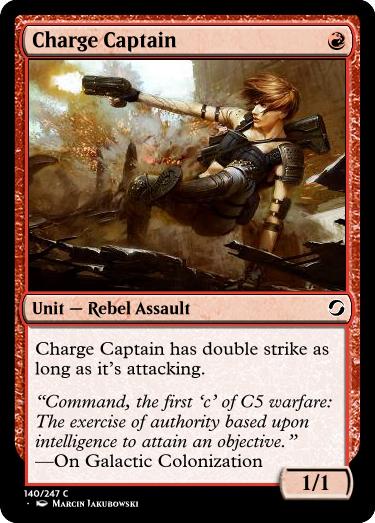 Charge Captain
Unit — Rebel Assault
Charge Captain has double strike as
long as it's attacking.
“Command, the first ‘c’ of C5 warfare:
The exercise of authority based upon
intelligence to attain an objective.”
—On Galactic Colonization
1/1
140/247 C
Marcin Jakubowski